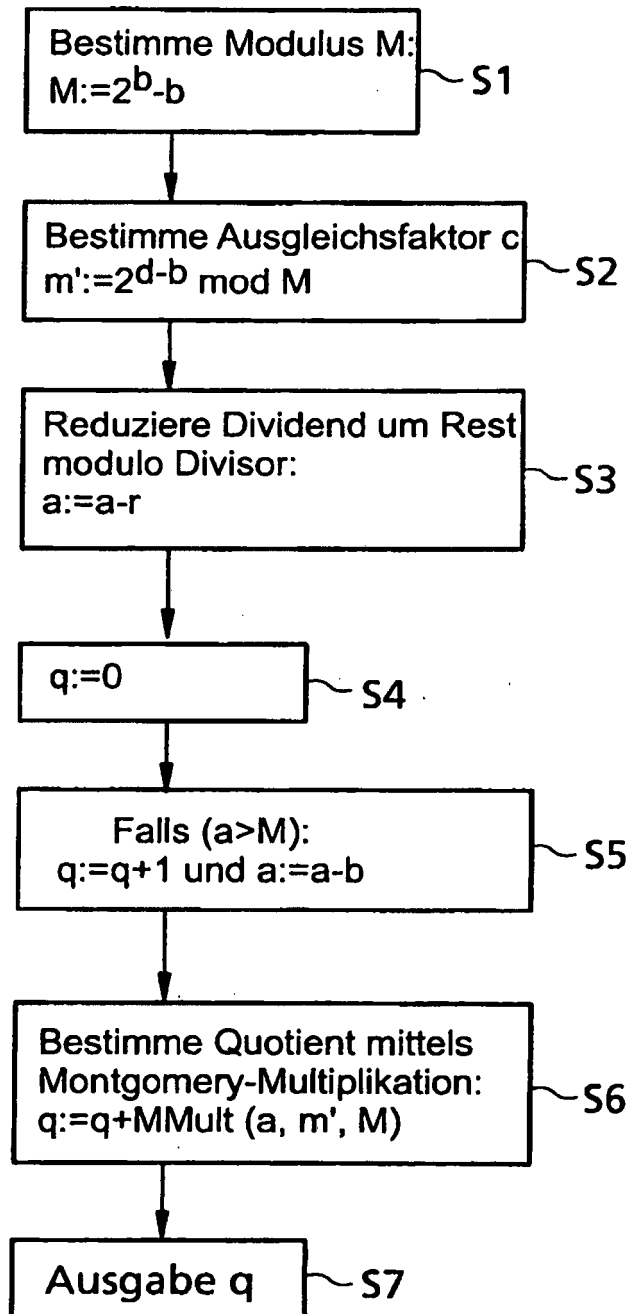 Bestimme Modulus M:
M:=2^b-b
S1
Bestimme Ausgleichsfaktor c
m':=2^d-b mod M
S2
Reduziere Dividend um Rest
modulo Divisor:
a:=a-r
S3
q:=0
S4
Falls (a>M):
q:=q+1 und a:=a-b
S5
Bestimme Quotient mittels
Montgomery-Multiplikation:
q:=q+MMult (a, m', M)
S6
Ausgabe q
S7